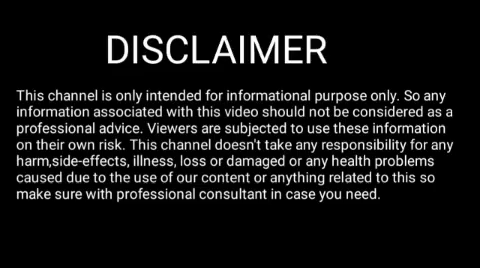 DISCLAIMER
This channel is only intended for informational purpose only. So any
information associated with this video should not be considered as a
professional advice. Viewers are subjected to use these information
on their own risk. This channel doesn't take any responsibility for any
harm,side-effects, illness, loss or damaged or any health problems
caused due to the use of our content or anything related to this so
make sure with professional consultant in case you need.